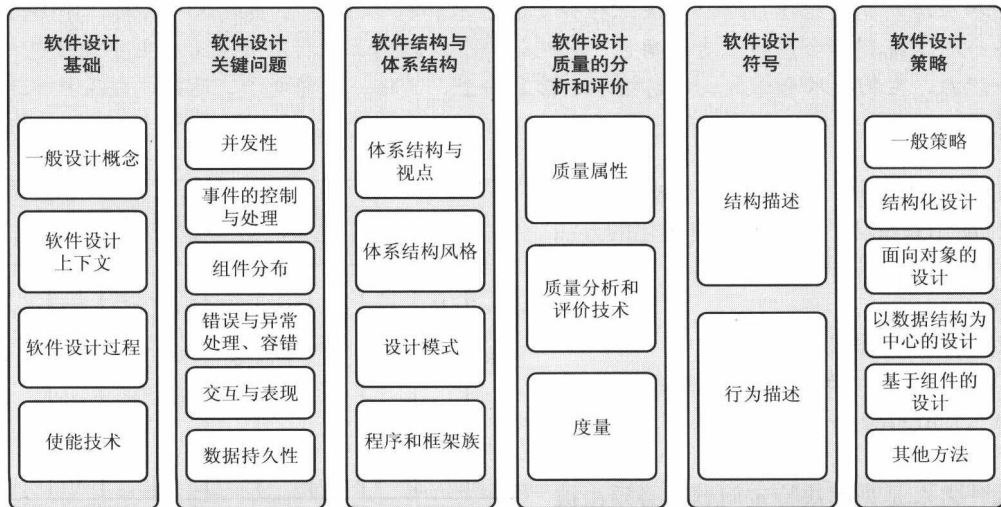 软件设计
基础
一般设计概念
软件设计
上下文
软件设计过程
使能技术
软件设计
关键问题
并发性
事件的控制
与处理
组件分布
错误与异常
处理、容错
交互与表现
数据持久性
软件结构与
体系结构
体系结构与
视点
体系结构风格
设计模式
程序和框架族
软件设计
质量的分
析和评价
质量属性
质量分析和
评价技术
度量
软件设计
符号
结构描述
行为描述
软件设计
策略
一般策略
结构化设计
面向对象的
设计
以数据结构为
中心的设计
基于组件的
设计
其他方法